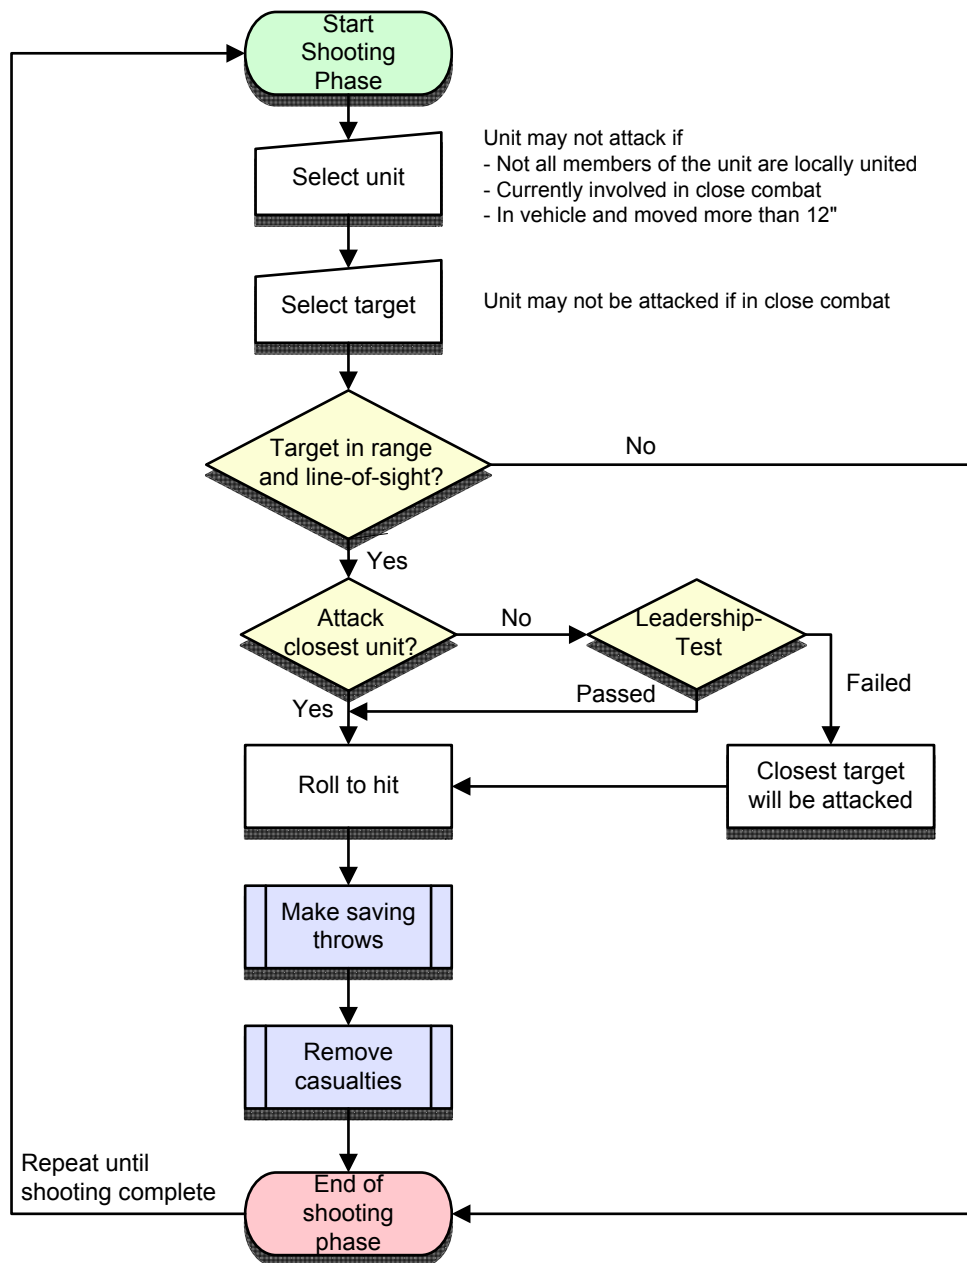 Start
Shooting
Phase
Select unit
Unit may not attack if
- Not all members of the unit are locally united
- Currently involved in close combat
- In vehicle and moved more than 12"
Select target
Unit may not be attacked if in close combat
Target in range
and line-of-sight?
No
Yes
Attack
closest unit?
No
Leadership-
Test
Passed
Failed
Yes
Roll to hit
Closest target
will be attacked
Make saving
throws
Remove
casualties
Repeat until
shooting complete
End of
shooting
phase